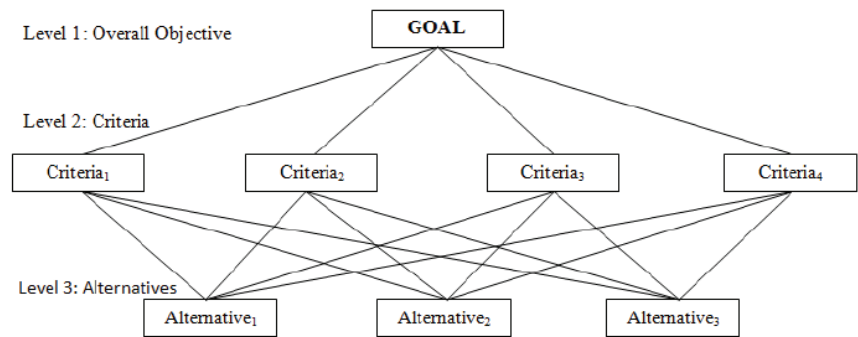 GOAL
Level 1: Overall Objective
Level 2: Criteria
Criteria₁
Criteria₂
Criteria₃
Criteria₄
Level 3: Alternatives
Alternative₁
Alternative₂
Alternative₃